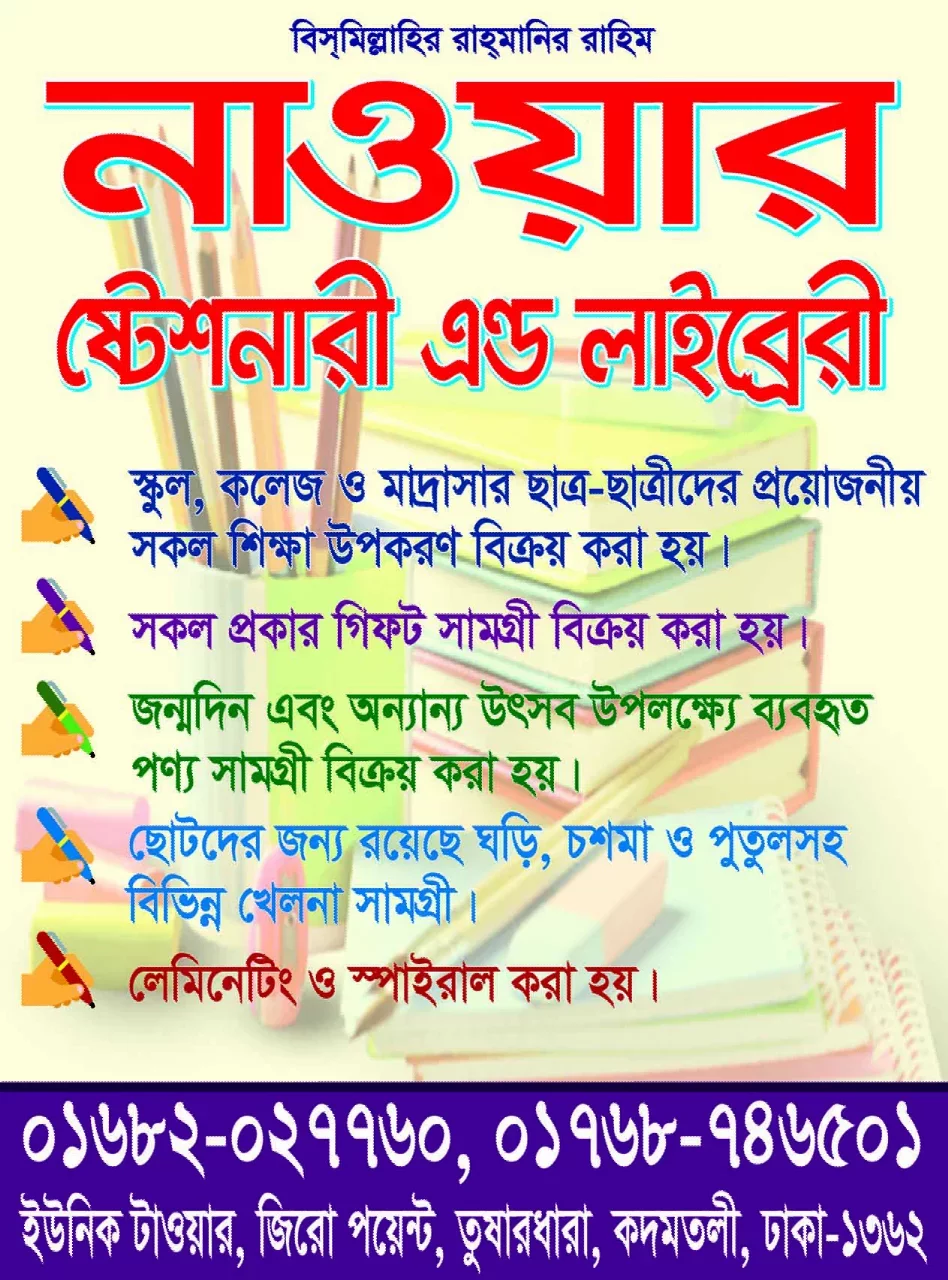 বিস্‌মিল্লাহির রাহ্‌মানির রাহিম
নাওয়ার
ষ্টেশনারী এন্ড লাইব্রেরী
স্কুল, কলেজ ও মাদ্রাসার ছাত্র-ছাত্রীদের প্রয়োজনীয়
সকল শিক্ষা উপকরণ বিক্রয় করা হয়।
সকল প্রকার গিফট সামগ্রী বিক্রয় করা হয়।
জন্মদিন এবং অন্যান্য উৎসব উপলক্ষ্যে ব্যবহৃত
পণ্য সামগ্রী বিক্রয় করা হয়।
ছোটদের জন্য রয়েছে ঘড়ি, চশমা ও পুতুলসহ
বিভিন্ন খেলনা সামগ্রী।
লেমিনেটিং ও স্পাইরাল করা হয়।
০১৬৮২-০২৭৭৬০, ০১৭৬৮-৭৪৬৫০১
ইউনিক টাওয়ার, জিরো পয়েন্ট, তুষারধারা, কদমতলী, ঢাকা-১৩৬২